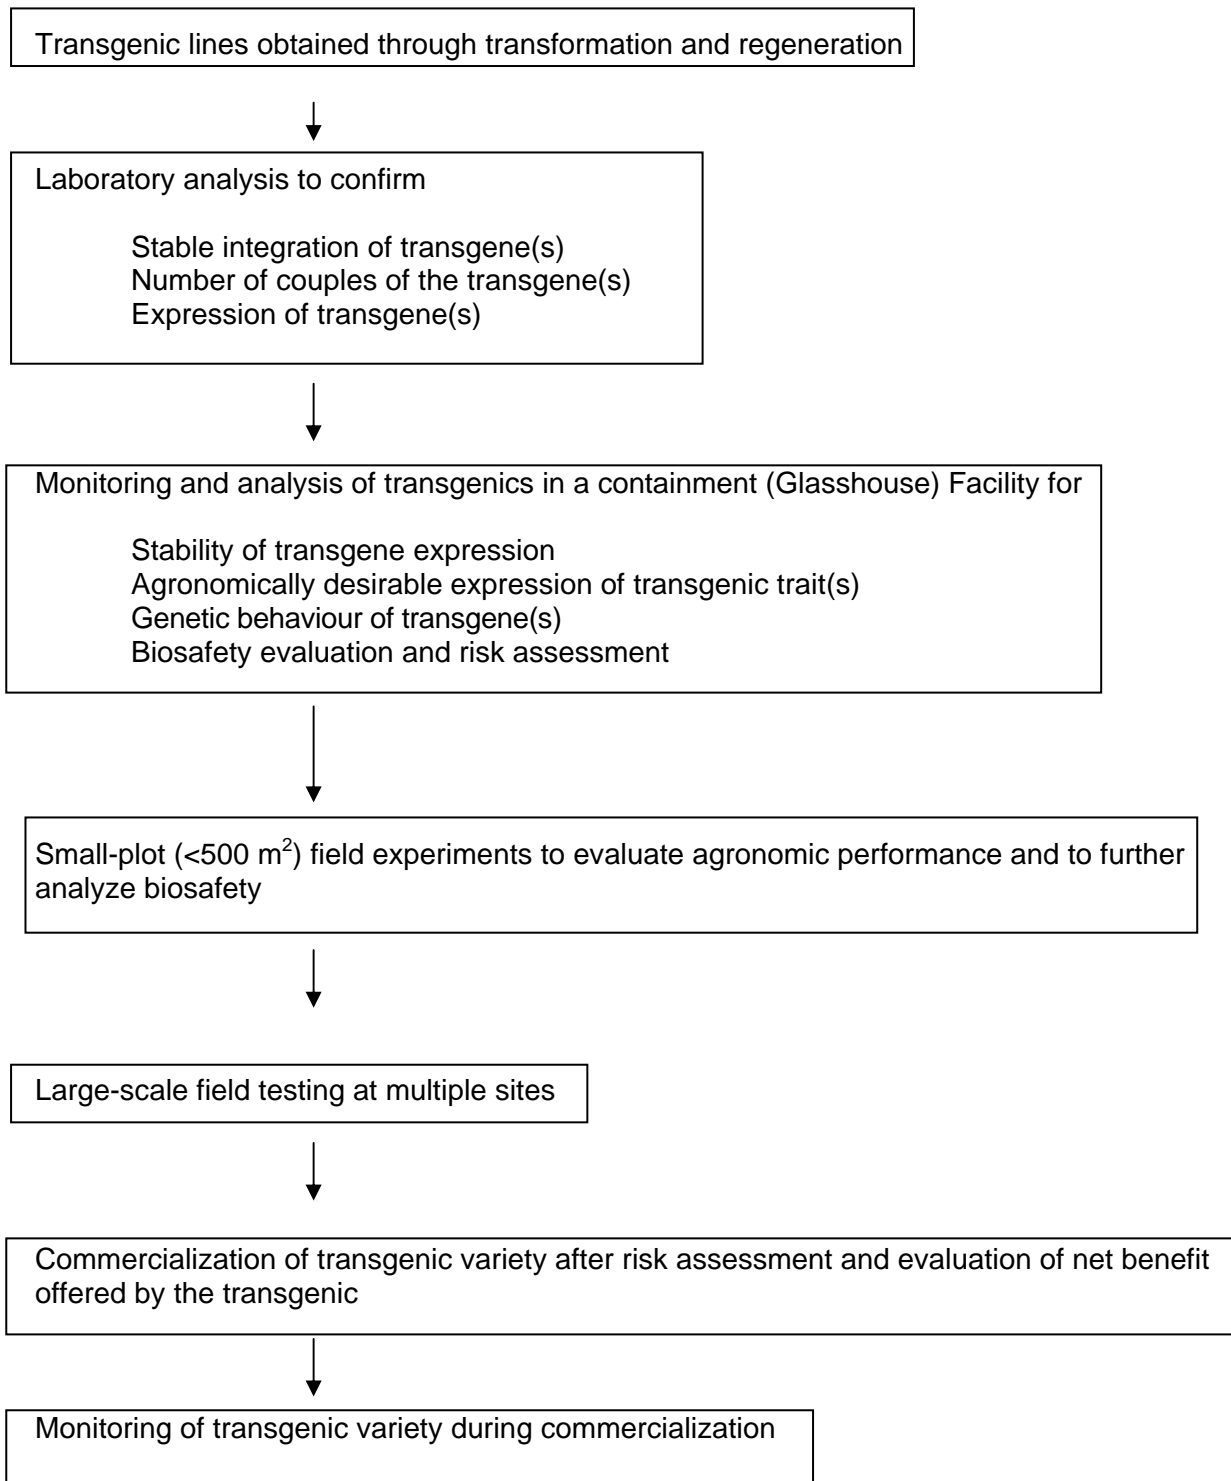 Transgenic lines obtained through transformation and regeneration
Laboratory analysis to confirm
Stable integration of transgene(s)
Number of couples of the transgene(s)
Expression of transgene(s)
Monitoring and analysis of transgenics in a containment (Glasshouse) Facility for
Stability of transgene expression
Agronomically desirable expression of transgenic trait(s)
Genetic behaviour of transgene(s)
Biosafety evaluation and risk assessment
Small-plot (<500 m²) field experiments to evaluate agronomic performance and to further
analyze biosafety
Large-scale field testing at multiple sites
Commercialization of transgenic variety after risk assessment and evaluation of net benefit
offered by the transgenic
Monitoring of transgenic variety during commercialization